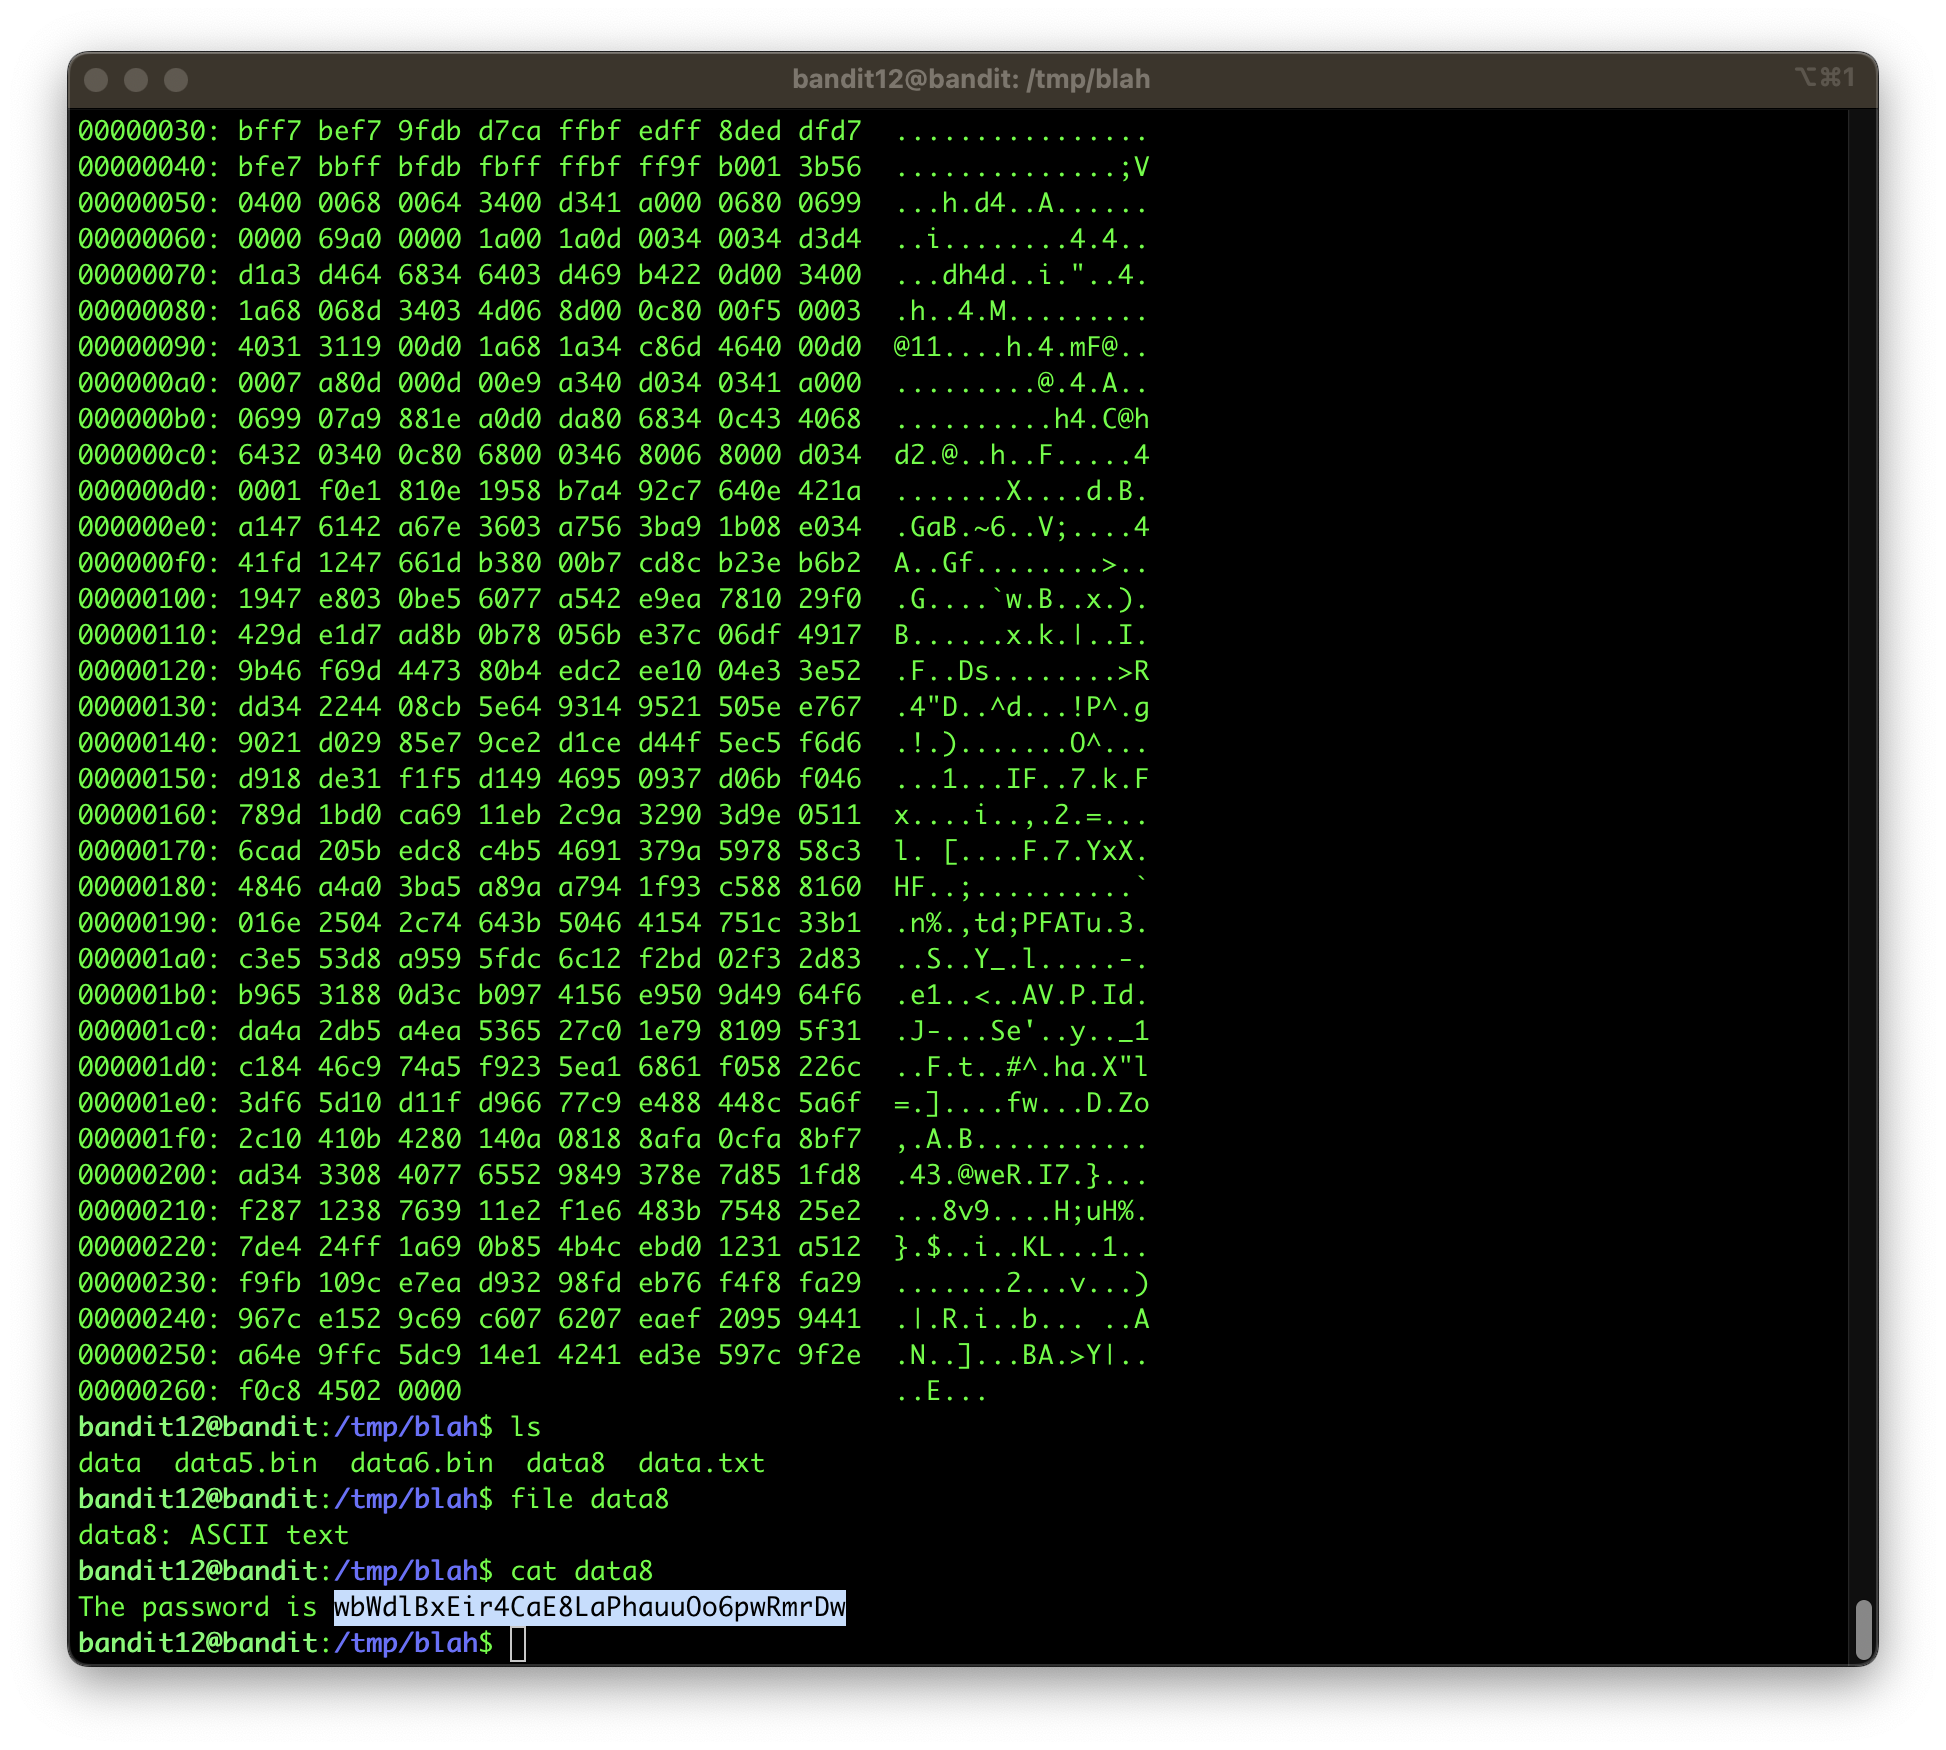 bandit12@bandit: /tmp/blah
⌥⌘1
00000030: bff7 bef7 9fdb d7ca ffbf edff 8ded dfd7  ................
00000040: bfe7 bbff bfdb fbff ffbf ff9f b001 3b56  ..............;V
00000050: 0400 0068 0064 3400 d341 a000 0680 0699  ...h.d4..A......
00000060: 0000 69a0 0000 1a00 1a0d 0034 0034 d3d4  ..i........4.4..
00000070: d1a3 d464 6834 6403 d469 b422 0d00 3400  ...dh4d..i."..4.
00000080: 1a68 068d 3403 4d06 8d00 0c80 00f5 0003  .h..4.M.........
00000090: 4031 3119 00d0 1a68 1a34 c86d 4640 00d0  @11....h.4.mF@..
000000a0: 0007 a80d 000d 00e9 a340 d034 0341 a000  .........@.4.A..
000000b0: 0699 07a9 881e a0d0 da80 6834 0c43 4068  ..........h4.C@h
000000c0: 6432 0340 0c80 6800 0346 8006 8000 d034  d2.@..h..F.....4
000000d0: 0001 f0e1 810e 1958 b7a4 92c7 640e 421a  .......X....d.B.
000000e0: a147 6142 a67e 3603 a756 3ba9 1b08 e034  .GaB.~6..V;....4
000000f0: 41fd 1247 661d b380 00b7 cd8c b23e b6b2  A..Gf........>..
00000100: 1947 e803 0be5 6077 a542 e9ea 7810 29f0  .G....`w.B..x.).
00000110: 429d e1d7 ad8b 0b78 056b e37c 06df 4917  B......x.k.|..I.
00000120: 9b46 f69d 4473 80b4 edc2 ee10 04e3 3e52  .F..Ds........>R
00000130: dd34 2244 08cb 5e64 9314 9521 505e e767  .4"D..^d...!P^.g
00000140: 9021 d029 85e7 9ce2 d1ce d44f 5ec5 f6d6  .!.).......O^...
00000150: d918 de31 f1f5 d149 4695 0937 d06b f046  ...1...IF..7.k.F
00000160: 789d 1bd0 ca69 11eb 2c9a 3290 3d9e 0511  x....i..,.2.=...
00000170: 6cad 205b edc8 c4b5 4691 379a 5978 58c3  l. [....F.7.YxX.
00000180: 4846 a4a0 3ba5 a89a a794 1f93 c588 8160  HF..;..........`
00000190: 016e 2504 2c74 643b 5046 4154 751c 33b1  .n%.,td;PFATu.3.
000001a0: c3e5 53d8 a959 5fdc 6c12 f2bd 02f3 2d83  ..S..Y_.l.....-.
000001b0: b965 3188 0d3c b097 4156 e950 9d49 64f6  .e1..<..AV.P.Id.
000001c0: da4a 2db5 a4ea 5365 27c0 1e79 8109 5f31  .J-...Se'..y.._1
000001d0: c184 46c9 74a5 f923 5ea1 6861 f058 226c  ..F.t..#^.ha.X"l
000001e0: 3df6 5d10 d11f d966 77c9 e488 448c 5a6f  =.]....fw...D.Zo
000001f0: 2c10 410b 4280 140a 0818 8afa 0cfa 8bf7  ,.A.B...........
00000200: ad34 3308 4077 6552 9849 378e 7d85 1fd8  .43.@weR.I7.}...
00000210: f287 1238 7639 11e2 f1e6 483b 7548 25e2  ...8v9....H;uH%.
00000220: 7de4 24ff 1a69 0b85 4b4c ebd0 1231 a512  }.$..i..KL...1..
00000230: f9fb 109c e7ea d932 98fd eb76 f4f8 fa29  .......2...v...)
00000240: 967c e152 9c69 c607 6207 eaef 2095 9441  .|.R.i..b... ..A
00000250: a64e 9ffc 5dc9 14e1 4241 ed3e 597c 9f2e  .N..]...BA.>Y|..
00000260: f0c8 4502 0000                           ..E...
bandit12@bandit:/tmp/blah$ ls
data  data5.bin  data6.bin  data8  data.txt
bandit12@bandit:/tmp/blah$ file data8
data8: ASCII text
bandit12@bandit:/tmp/blah$ cat data8
The password is wbWdlBxEir4CaE8LaPhauuOo6pwRmrDw
bandit12@bandit:/tmp/blah$